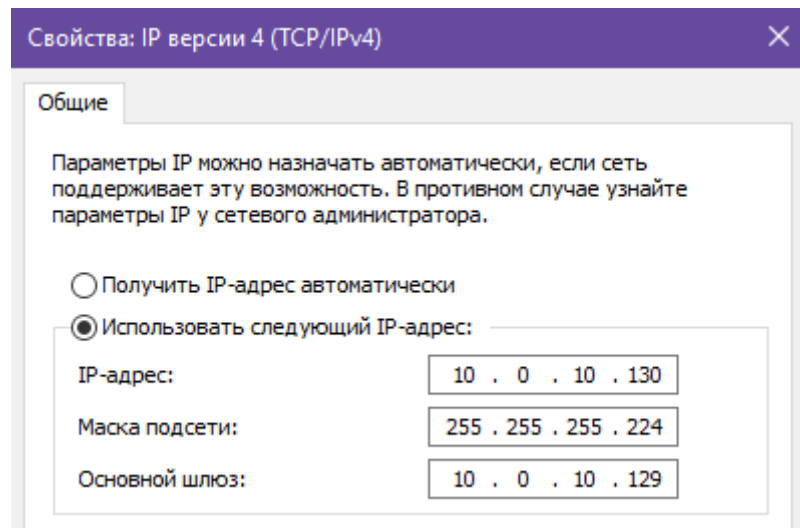 Свойства: IP версии 4 (TCP/IPv4)
Общие
Параметры IP можно назначать автоматически, если сеть
поддерживает эту возможность. В противном случае узнайте
параметры IP у сетевого администратора.
Получить IP-адрес автоматически
Использовать следующий IP-адрес:
IP-адрес: 10 . 0 . 10 . 130
Маска подсети: 255 . 255 . 255 . 224
Основной шлюз: 10 . 0 . 10 . 129